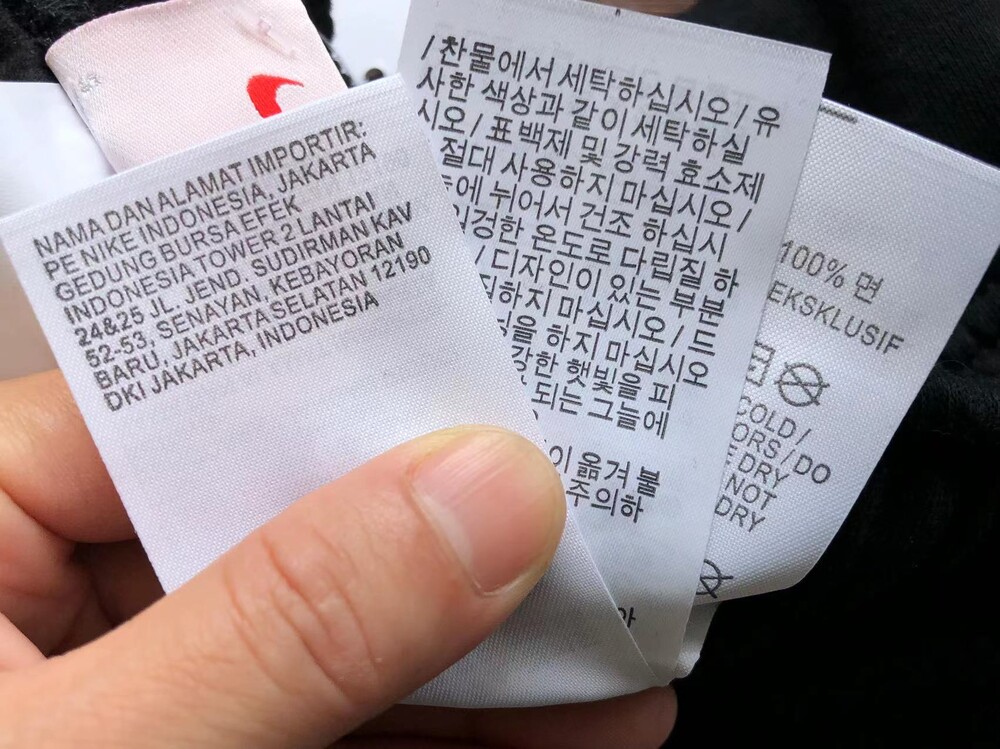 NAMA DAN ALAMAT IMPORTIR:
PE NIKE INDONESIA, JAKARTA
GEDUNG BURSA EFEK
INDONESIA TOWER 2 LANTAI
24&25 JL. JEND. SUDIRMAN KAV
52-53, SENAYAN, KEBAYORAN
BARU, JAKARTA SELATAN 12190
DKI JAKARTA, INDONESIA
/ 찬물에서 세탁하십시오 / 유
사한 색상과 같이 세탁하실
시오 / 표백제 및 강력 효소제
절대 사용하지 마십시오 /
에 뉘어서 건조 하십시
온도로 다림질 하
/ 디자인이 있는 부분
하지 마십시오 / 드
을 하지 마십시오
강한 햇빛을 피
되는 그늘에
이 옮겨 붙
주의하
100% 면
EKSKLUSIF
COLD /
ORS / DO
DRY
NOT
DRY